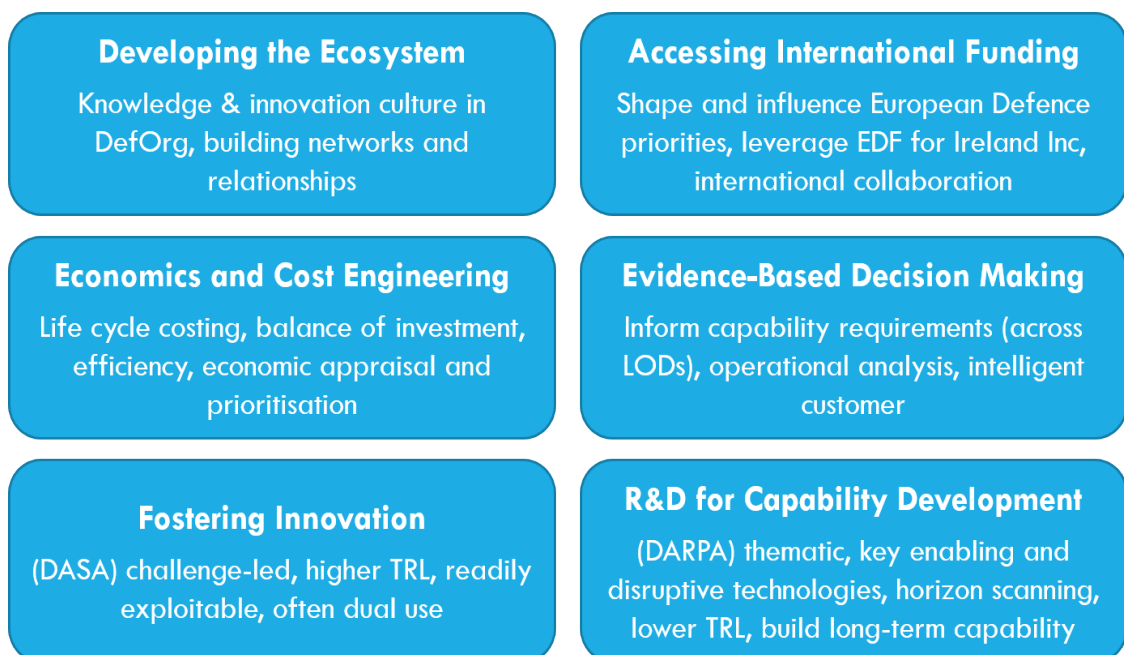 Developing the Ecosystem
Knowledge & innovation culture in
DefOrg, building networks and
relationships
Accessing International Funding
Shape and influence European Defence
priorities, leverage EDF for Ireland Inc,
international collaboration
Economics and Cost Engineering
Life cycle costing, balance of investment,
efficiency, economic appraisal and
prioritisation
Evidence-Based Decision Making
Inform capability requirements (across
LODs), operational analysis, intelligent
customer
Fostering Innovation
(DASA) challenge-led, higher TRL, readily
exploitable, often dual use
R&D for Capability Development
(DARPA) thematic, key enabling and
disruptive technologies, horizon scanning,
lower TRL, build long-term capability